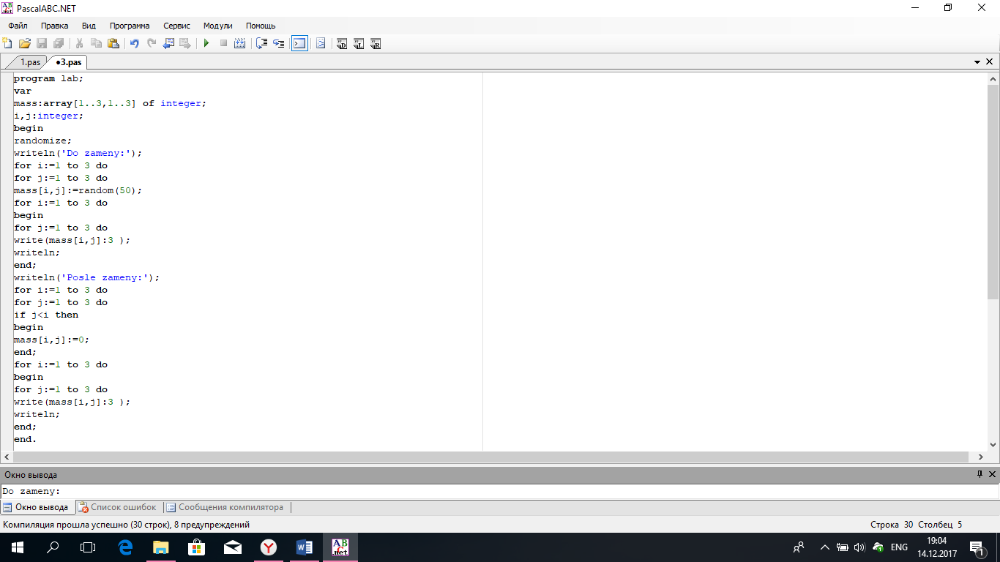 PascalABC.NET
Файл Правка Вид Программа Сервис Модули Помощь
1.pas •3.pas
program lab;
var
mass:array[1..3,1..3] of integer;
i,j:integer;
begin
randomize;
writeln('Do zameny:');
for i:=1 to 3 do
for j:=1 to 3 do
mass[i,j]:=random(50);
for i:=1 to 3 do
begin
for j:=1 to 3 do
write(mass[i,j]:3 );
writeln;
end;
writeln('Posle zameny:');
for i:=1 to 3 do
for j:=1 to 3 do
if j<i then
begin
mass[i,j]:=0;
end;
for i:=1 to 3 do
begin
for j:=1 to 3 do
write(mass[i,j]:3 );
writeln;
end;
end.
Окно вывода
Do zameny:
Окно вывода Список ошибок Сообщения компилятора
Компиляция прошла успешно (30 строк), 8 предупреждений Строка 30 Столбец 5
ENG 19:04
14.12.2017